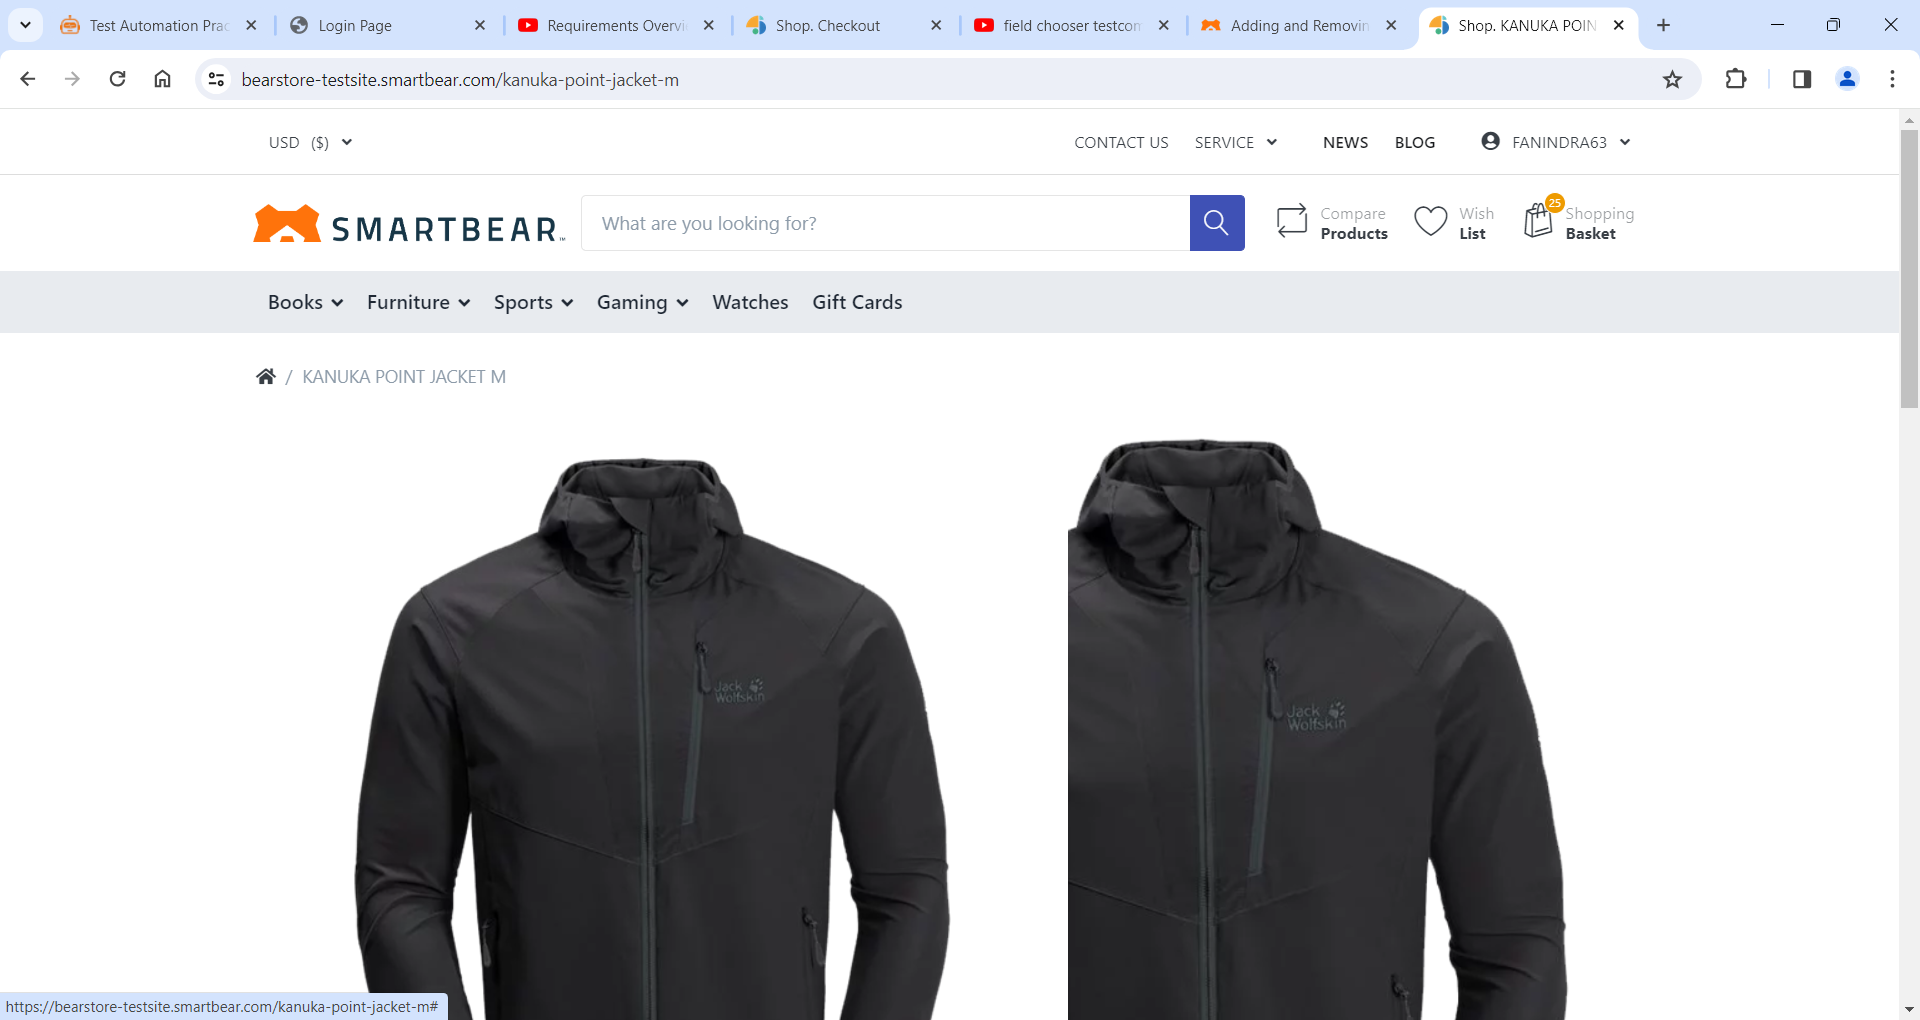 Test Automation Prac
Login Page
Requirements Overvi
Shop. Checkout
field chooser testcom
Adding and Removin
Shop. KANUKA POIN
bearstore-testsite.smartbear.com/kanuka-point-jacket-m
USD ($)
CONTACT US
SERVICE
NEWS
BLOG
FANINDRA63
SMARTBEAR™
What are you looking for?
Compare
Products
Wish
List
25
Shopping
Basket
Books
Furniture
Sports
Gaming
Watches
Gift Cards
/ KANUKA POINT JACKET M
Jack
Wolfskin
Jack
Wolfskin
https://bearstore-testsite.smartbear.com/kanuka-point-jacket-m#